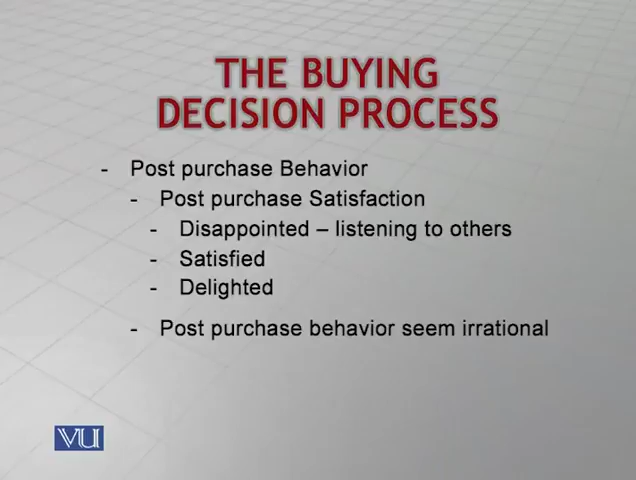 THE BUYING
DECISION PROCESS
- Post purchase Behavior
- Post purchase Satisfaction
- Disappointed – listening to others
- Satisfied
- Delighted
- Post purchase behavior seem irrational
VU